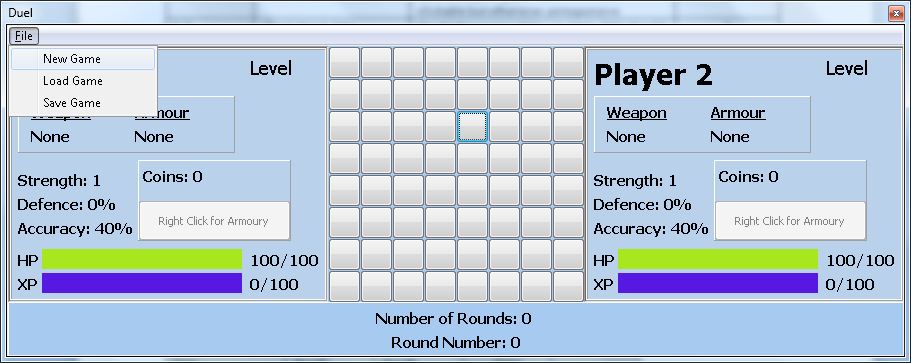 Duel
File
New Game
Load Game
Save Game
Level
Weapon Armour
None None
Strength: 1
Defence: 0%
Accuracy: 40%
Coins: 0
Right Click for Armoury
HP 100/100
XP 0/100
Player 2
Level
Weapon Armour
None None
Strength: 1
Defence: 0%
Accuracy: 40%
Coins: 0
Right Click for Armoury
HP 100/100
XP 0/100
Number of Rounds: 0
Round Number: 0